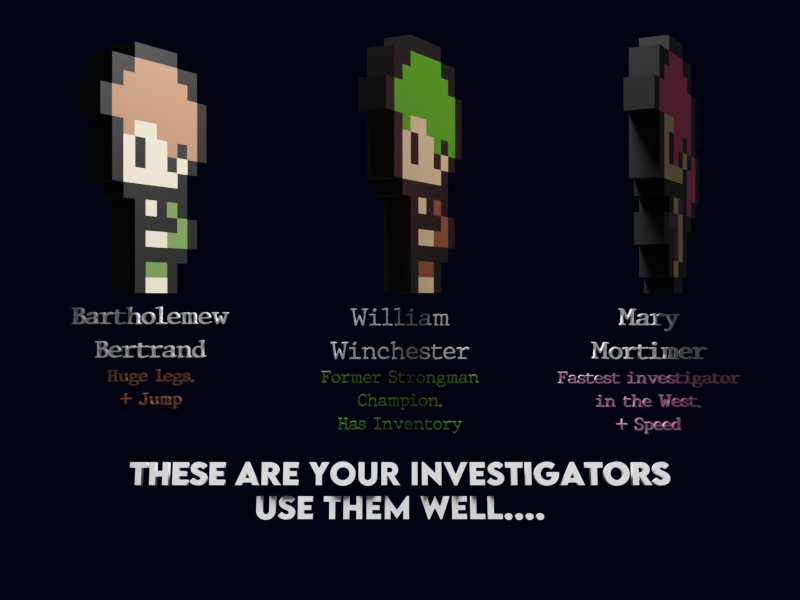 Bartholemew
Bertrand
Huge legs.
+ Jump
William
Winchester
Former Strongman
Champion.
Has Inventory
Mary
Mortimer
Fastest investigator
in the West.
+ Speed
THESE ARE YOUR INVESTIGATORS
USE THEM WELL....